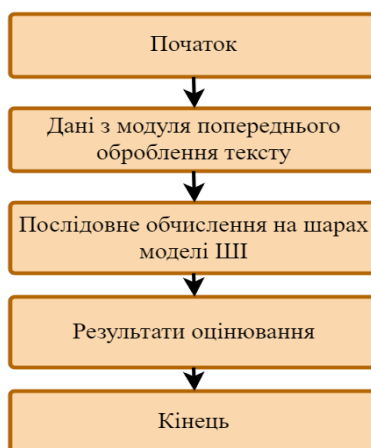 Початок
Дані з модуля попереднього
оброблення тексту
Послідовне обчислення на шарах
моделі ШІ
Результати оцінювання
Кінець